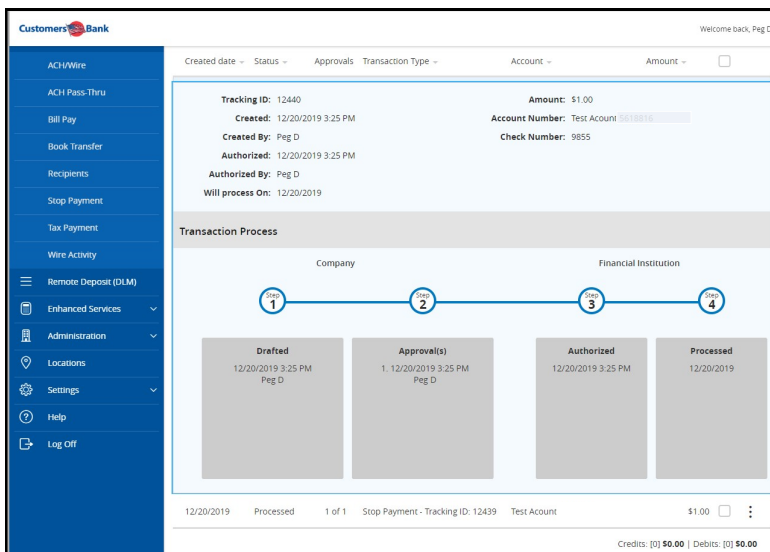 Customers Bank
Welcome back, Peg D
ACH/Wire
ACH Pass-Thru
Bill Pay
Book Transfer
Recipients
Stop Payment
Tax Payment
Wire Activity
Remote Deposit (DLM)
Enhanced Services
Administration
Locations
Settings
Help
Log Off
Created date Status Approvals Transaction Type Account Amount
Tracking ID: 12440
Created: 12/20/2019 3:25 PM
Created By: Peg D
Authorized: 12/20/2019 3:25 PM
Authorized By: Peg D
Will process On: 12/20/2019
Amount: $1.00
Account Number: Test Acount 5618816
Check Number: 9855
Transaction Process
Company Financial Institution
Step 1 Step 2 Step 3 Step 4
Drafted
12/20/2019 3:25 PM
Peg D
Approval(s)
1. 12/20/2019 3:25 PM
Peg D
Authorized
12/20/2019 3:25 PM
Processed
12/20/2019
12/20/2019 Processed 1 of 1 Stop Payment - Tracking ID: 12439 Test Acount $1.00
Credits: [0] $0.00 | Debits: [0] $0.00